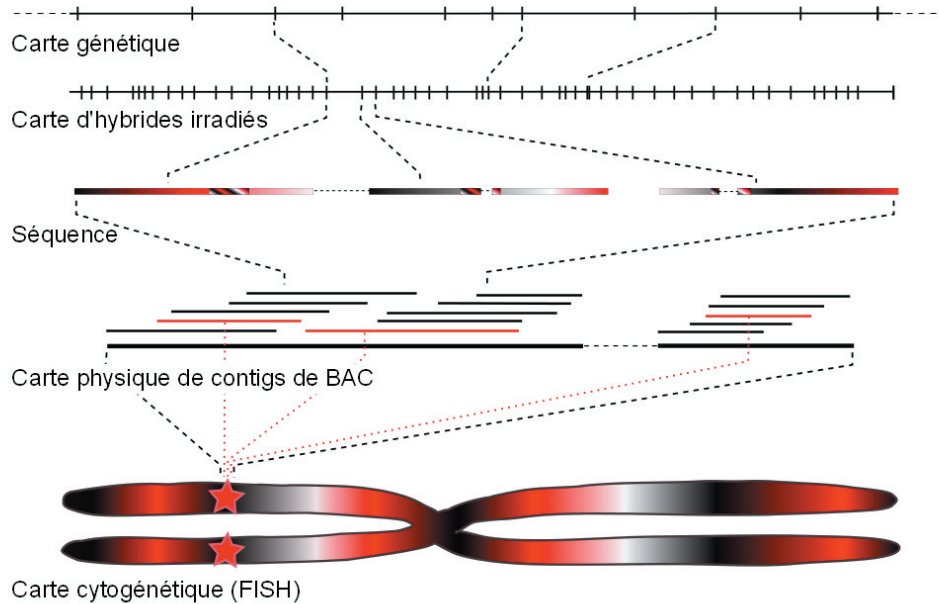 Carte génétique
Carte d'hybrides irradiés
Séquence
Carte physique de contigs de BAC
Carte cytogénétique (FISH)